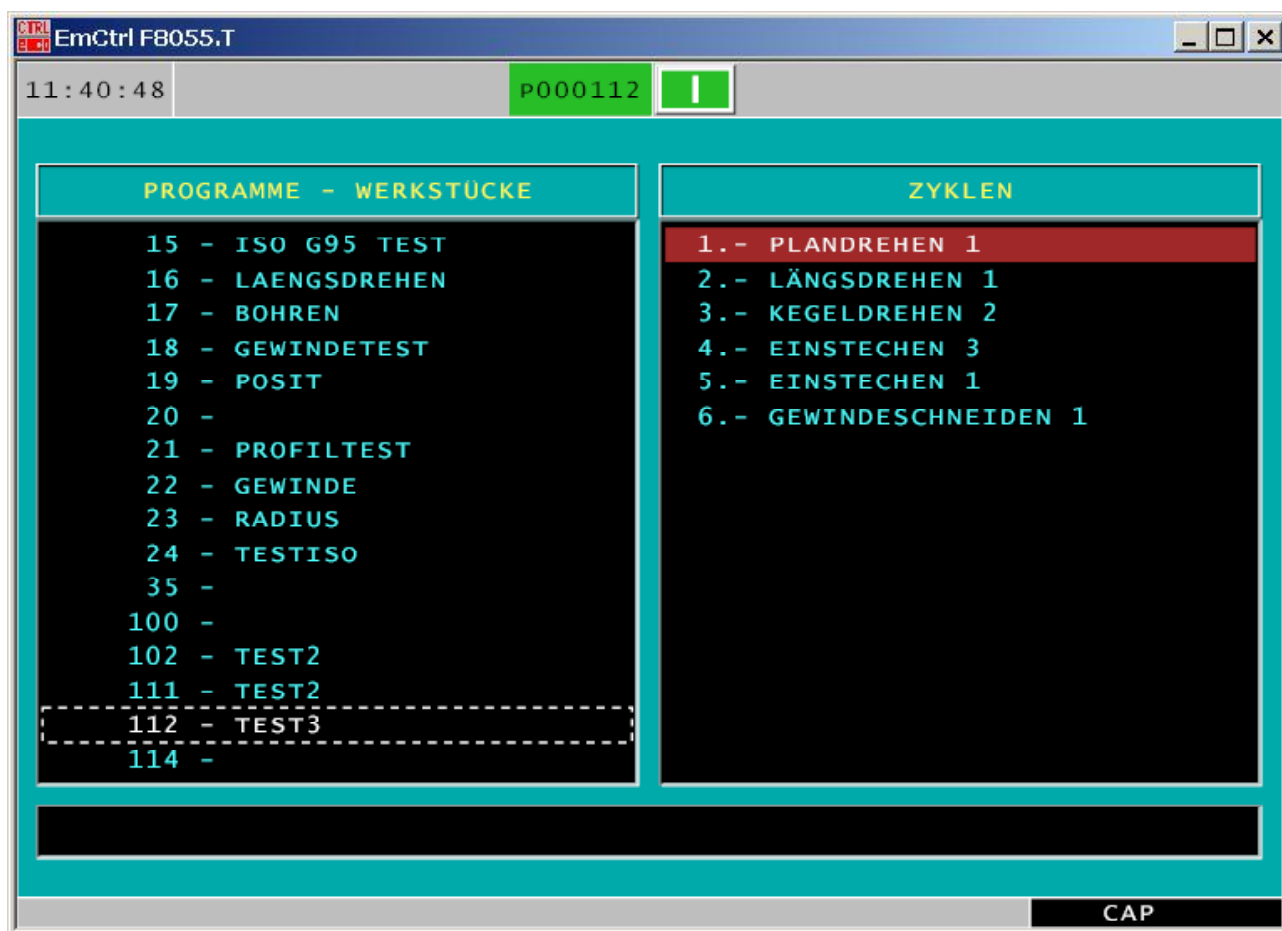 CTRL
EmCtrl F8055.T
11:40:48
P000112
PROGRAMME - WERKSTÜCKE
15 - ISO G95 TEST
16 - LAENGSDREHEN
17 - BOHREN
18 - GEWINDETEST
19 - POSIT
20 -
21 - PROFILTEST
22 - GEWINDE
23 - RADIUS
24 - TESTISO
35 -
100 -
102 - TEST2
111 - TEST2
112 - TEST3
114 -
ZYKLEN
1.- PLANDREHEN 1
2.- LÄNGSDREHEN 1
3.- KEGELDREHEN 2
4.- EINSTECHEN 3
5.- EINSTECHEN 1
6.- GEWINDESCHNEIDEN 1
CAP